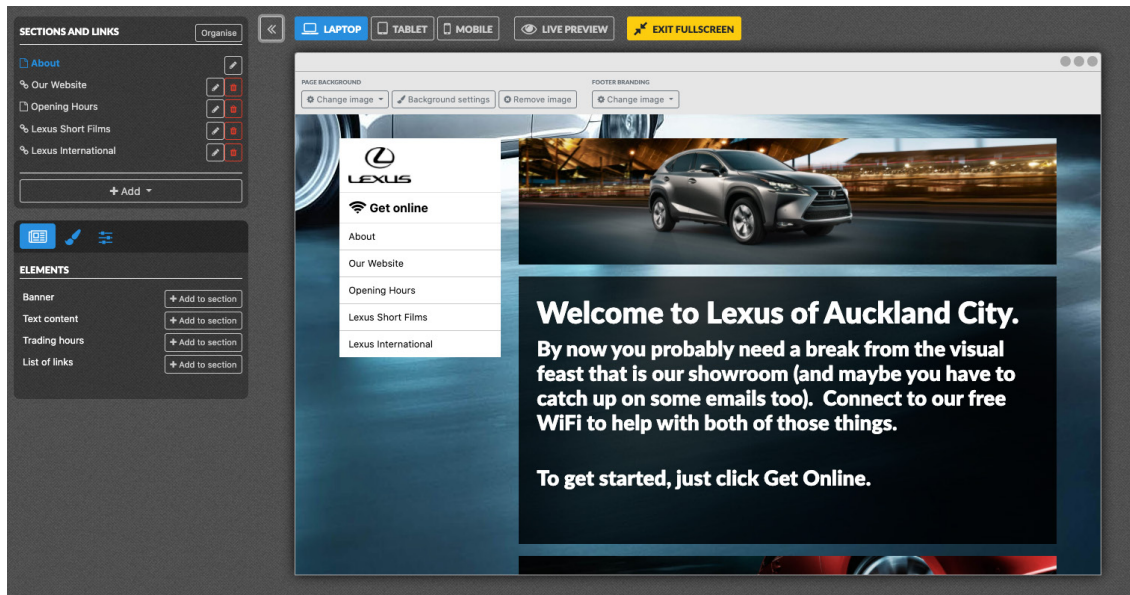 SECTIONS AND LINKS
Organise
About
Our Website
Opening Hours
Lexus Short Films
Lexus International
+ Add
ELEMENTS
Banner
+ Add to section
Text content
+ Add to section
Trading hours
+ Add to section
List of links
+ Add to section
LAPTOP
TABLET
MOBILE
LIVE PREVIEW
EXIT FULLSCREEN
PAGE BACKGROUND
FOOTER BRANDING
Change image
Background settings
Remove image
Change image
LEXUS
Get online
About
Our Website
Opening Hours
Lexus Short Films
Lexus International
Welcome to Lexus of Auckland City.
By now you probably need a break from the visual
feast that is our showroom (and maybe you have to
catch up on some emails too).  Connect to our free
WiFi to help with both of those things.
To get started, just click Get Online.